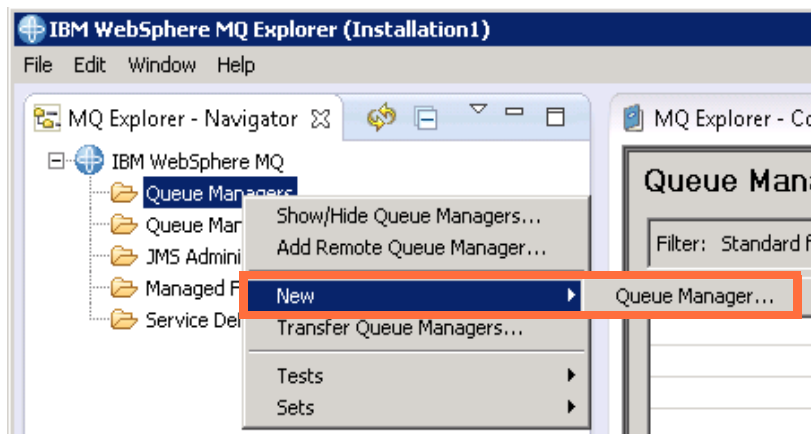 IBM WebSphere MQ Explorer (Installation1)
File Edit Window Help
MQ Explorer - Navigator
MQ Explorer - Co
IBM WebSphere MQ
Queue Managers
Queue Mana
Queue Man
JMS Admini
Managed F
Service Def
Show/Hide Queue Managers...
Add Remote Queue Manager...
New
Queue Manager...
Transfer Queue Managers...
Tests
Sets
Filter: Standard f